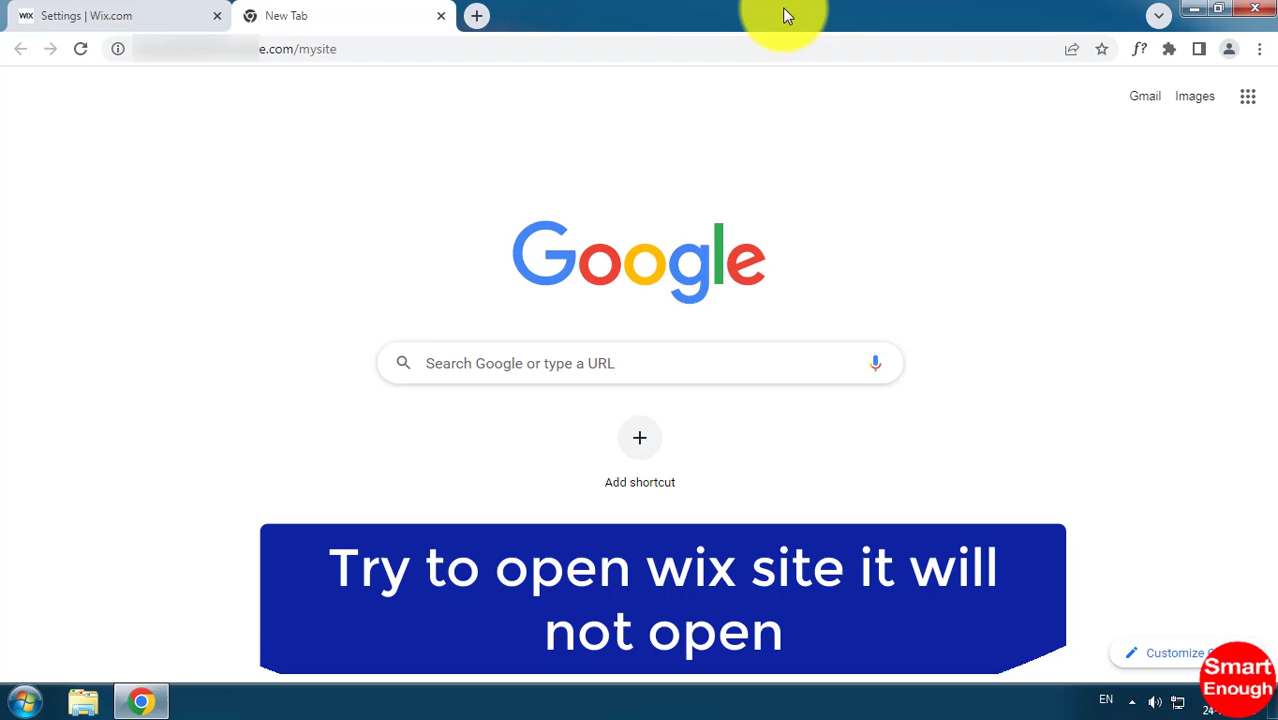 WIX Settings | Wix.com
New Tab
e.com/mysite
f?
Gmail Images
Google
Search Google or type a URL
Add shortcut
Try to open wix site it will
not open
Customize
Smart
Enough
EN